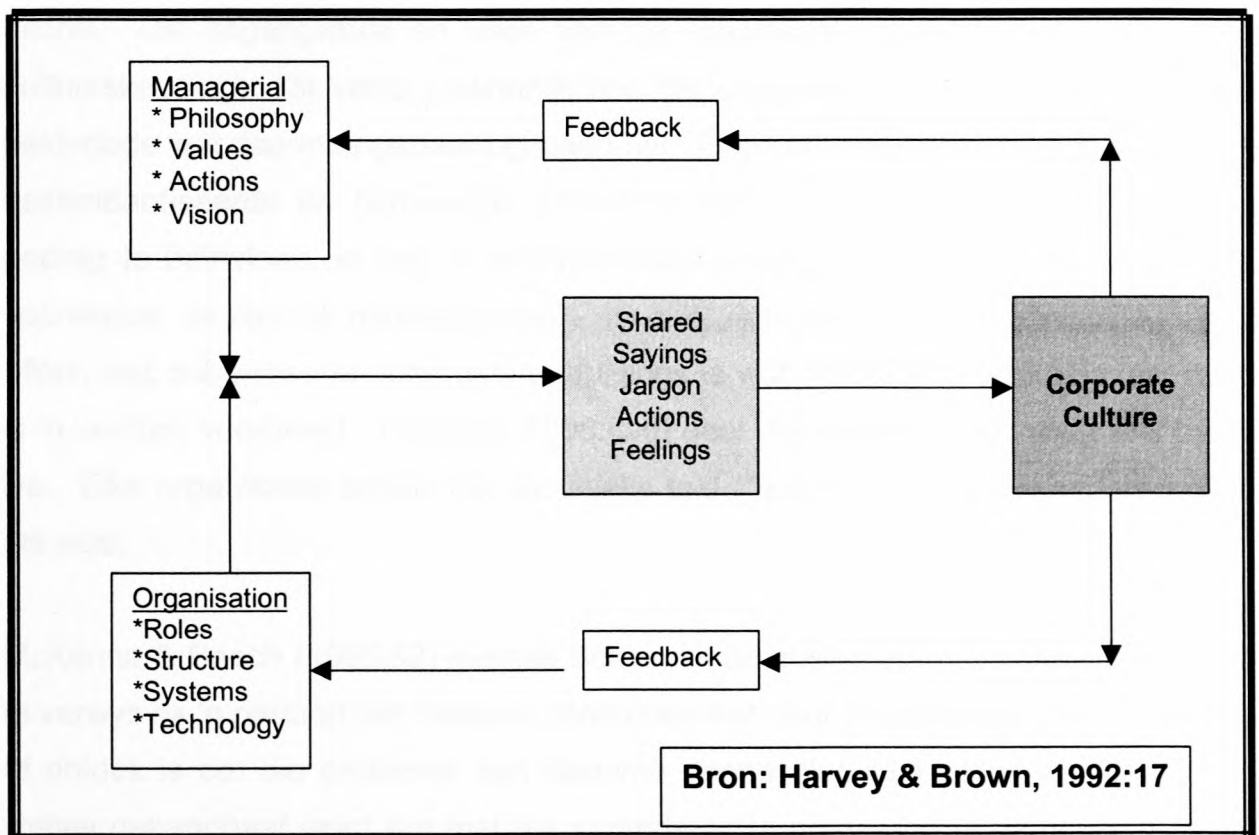 Managerial
* Philosophy
* Values
* Actions
* Vision
Feedback
Shared
Sayings
Jargon
Actions
Feelings
Corporate
Culture
Organisation
*Roles
*Structure
*Systems
*Technology
Feedback
Bron: Harvey & Brown, 1992:17